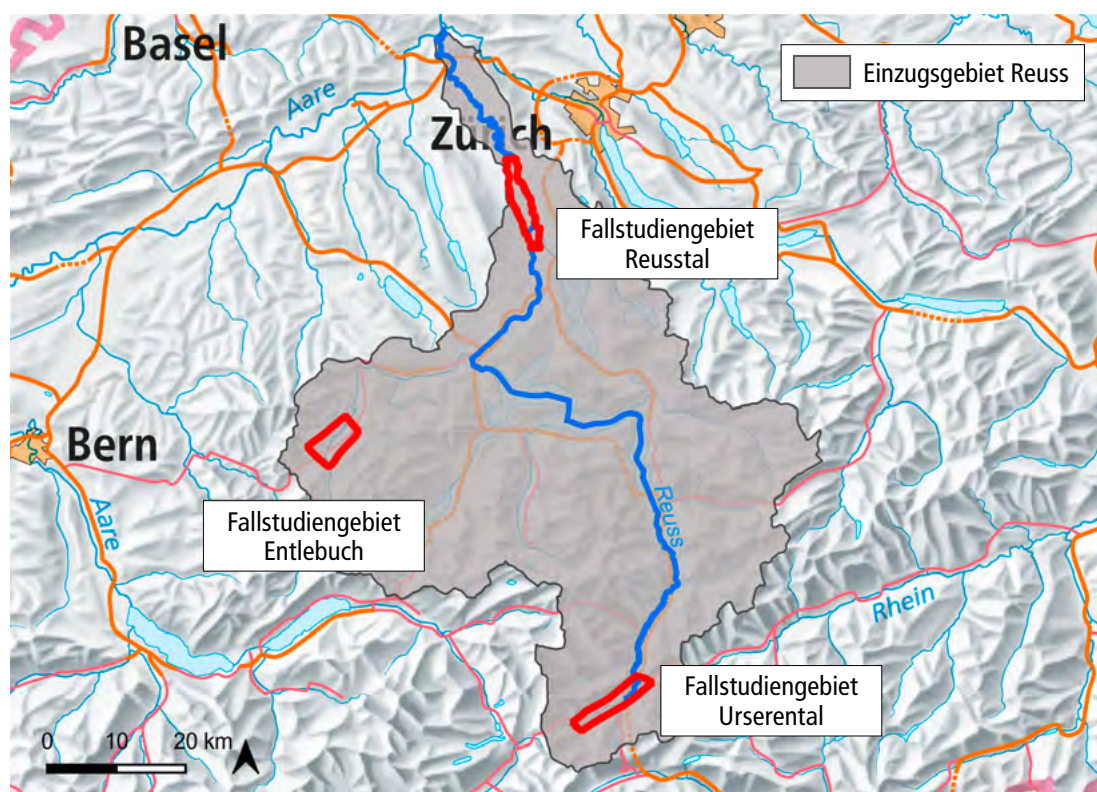 Basel
Einzugsgebiet Reuss
Aare
Zürich
Fallstudiengebiet
Reusstal
Bern
Reuss
Aare
Fallstudiengebiet
Entlebuch
Rhein
Fallstudiengebiet
Urserental
0 10 20 km